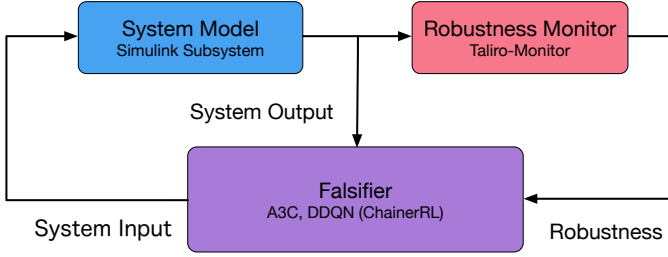 System Model
Simulink Subsystem
Robustness Monitor
Taliro-Monitor
System Output
Falsifier
A3C, DDQN (ChainerRL)
System Input
Robustness